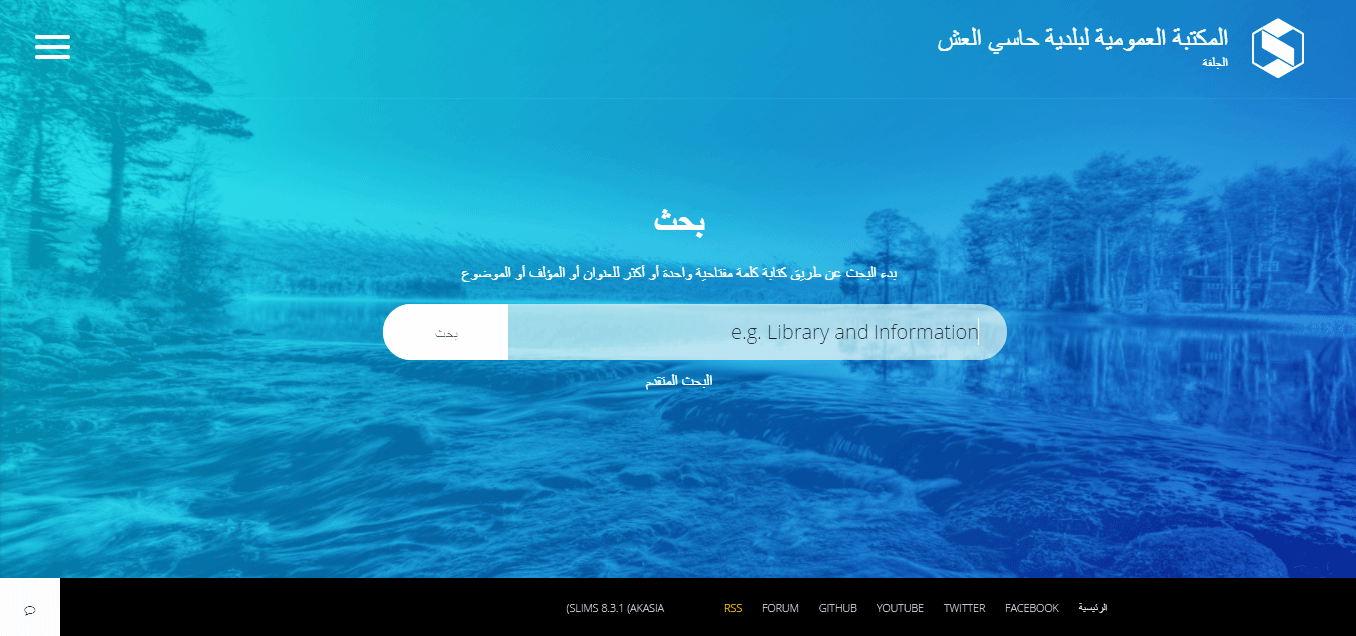 المكتبة العمومية لبلدية حاسي العش
الجلفة
بحث
بدء البحث عن طريق كتابة كلمة مفتاحية واحدة أو أكثر للعنوان أو المؤلف أو الموضوع
e.g. Library and Information
بحث
البحث المتقدم
الرئيسية FACEBOOK TWITTER YOUTUBE GITHUB FORUM RSS
(SLIMS 8.3.1 (AKASIA